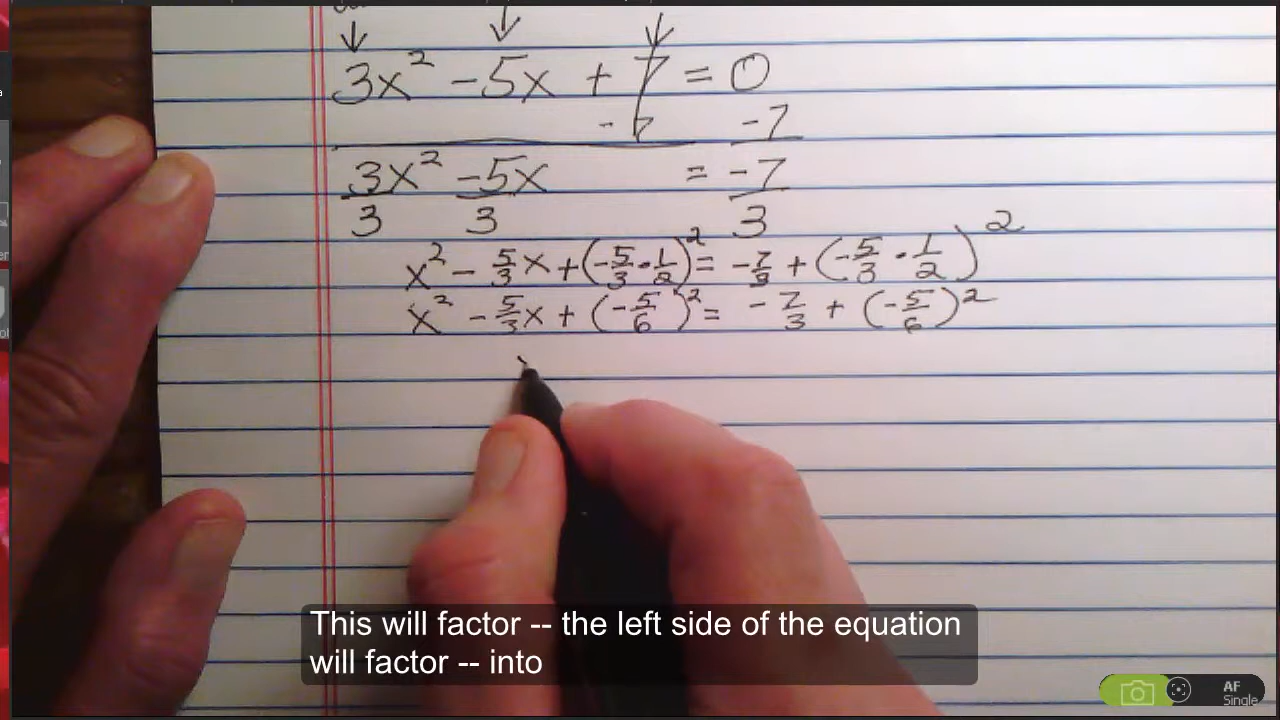 3x² - 5x + 7 = 0
- 7 - 7
3x² - 5x = -7
3 3 3
x² - 5/3 x + (-5/3 · 1/2)² = -7/3 + (-5/3 · 1/2)²
x² - 5/3 x + (-5/6)² = -7/3 + (-5/6)²
This will factor -- the left side of the equation
will factor -- into
AF
Single